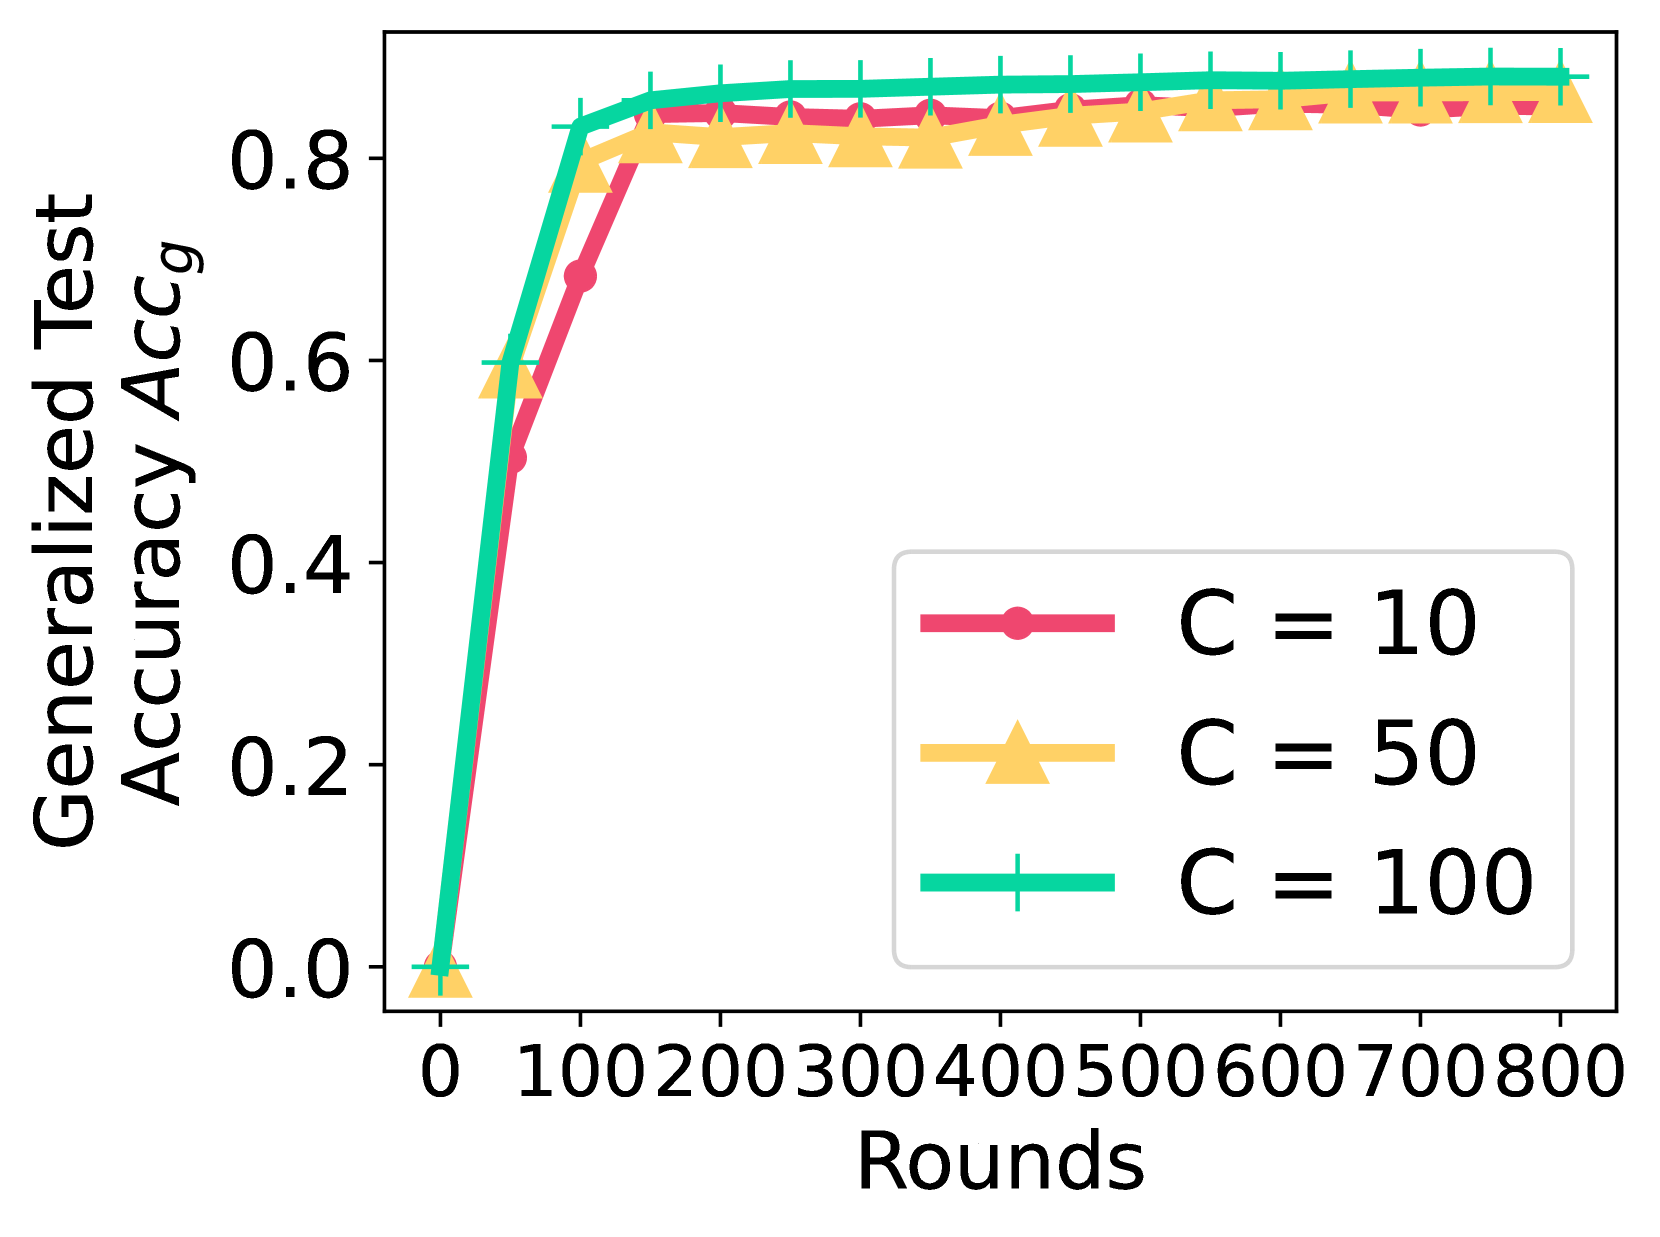 Generalized Test
Accuracy Acc_g
0.8
0.6
0.4
0.2
0.0
C = 10
C = 50
C = 100
0 100 200 300 400 500 600 700 800
Rounds